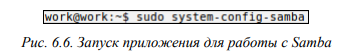 work@work:~$ sudo system-config-samba
Рис. 6.6. Запуск приложения для работы с Samba